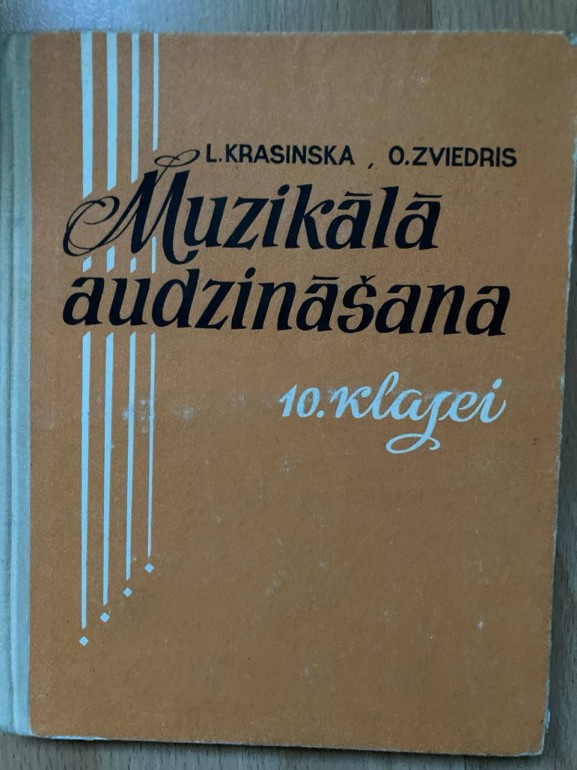 L.KRASINSKA, O.ZVIEDRIS
Muzikālā
audzināšana
10. klasei